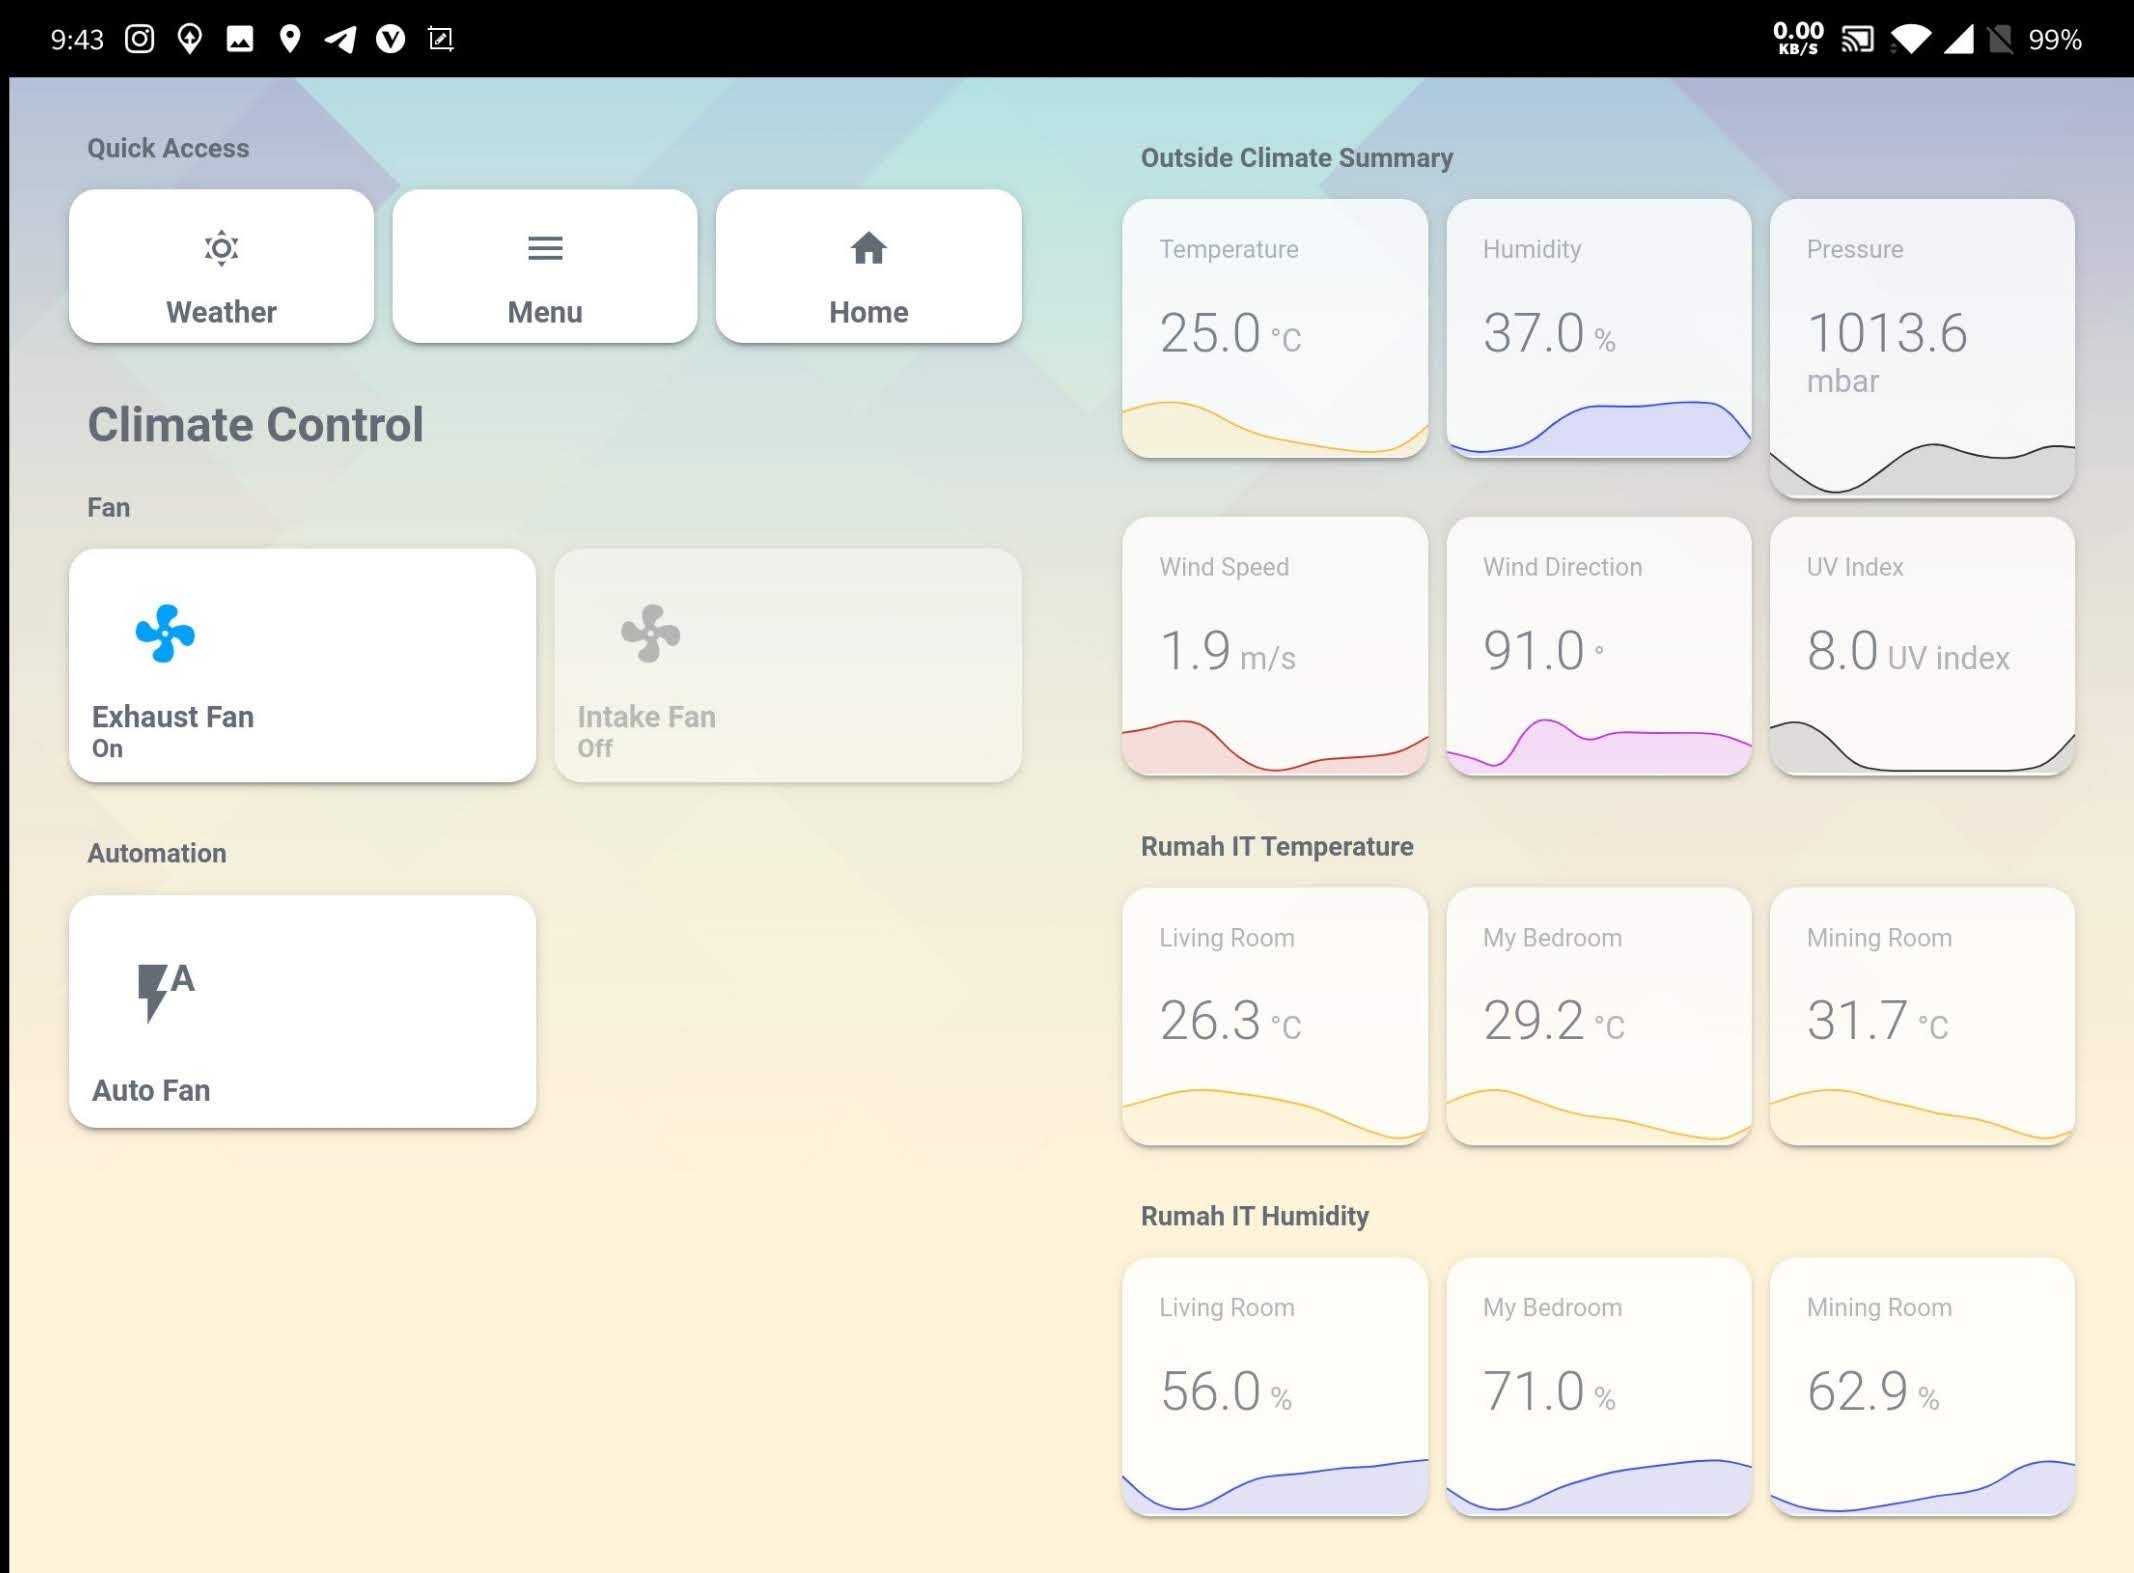 9:43
0.00
KB/S
99%
Quick Access
Weather
Menu
Home
Climate Control
Fan
Exhaust Fan
On
Intake Fan
Off
Automation
A
Auto Fan
Outside Climate Summary
Temperature
25.0 °C
Humidity
37.0 %
Pressure
1013.6
mbar
Wind Speed
1.9 m/s
Wind Direction
91.0 °
UV Index
8.0 UV index
Rumah IT Temperature
Living Room
26.3 °C
My Bedroom
29.2 °C
Mining Room
31.7 °C
Rumah IT Humidity
Living Room
56.0 %
My Bedroom
71.0 %
Mining Room
62.9 %